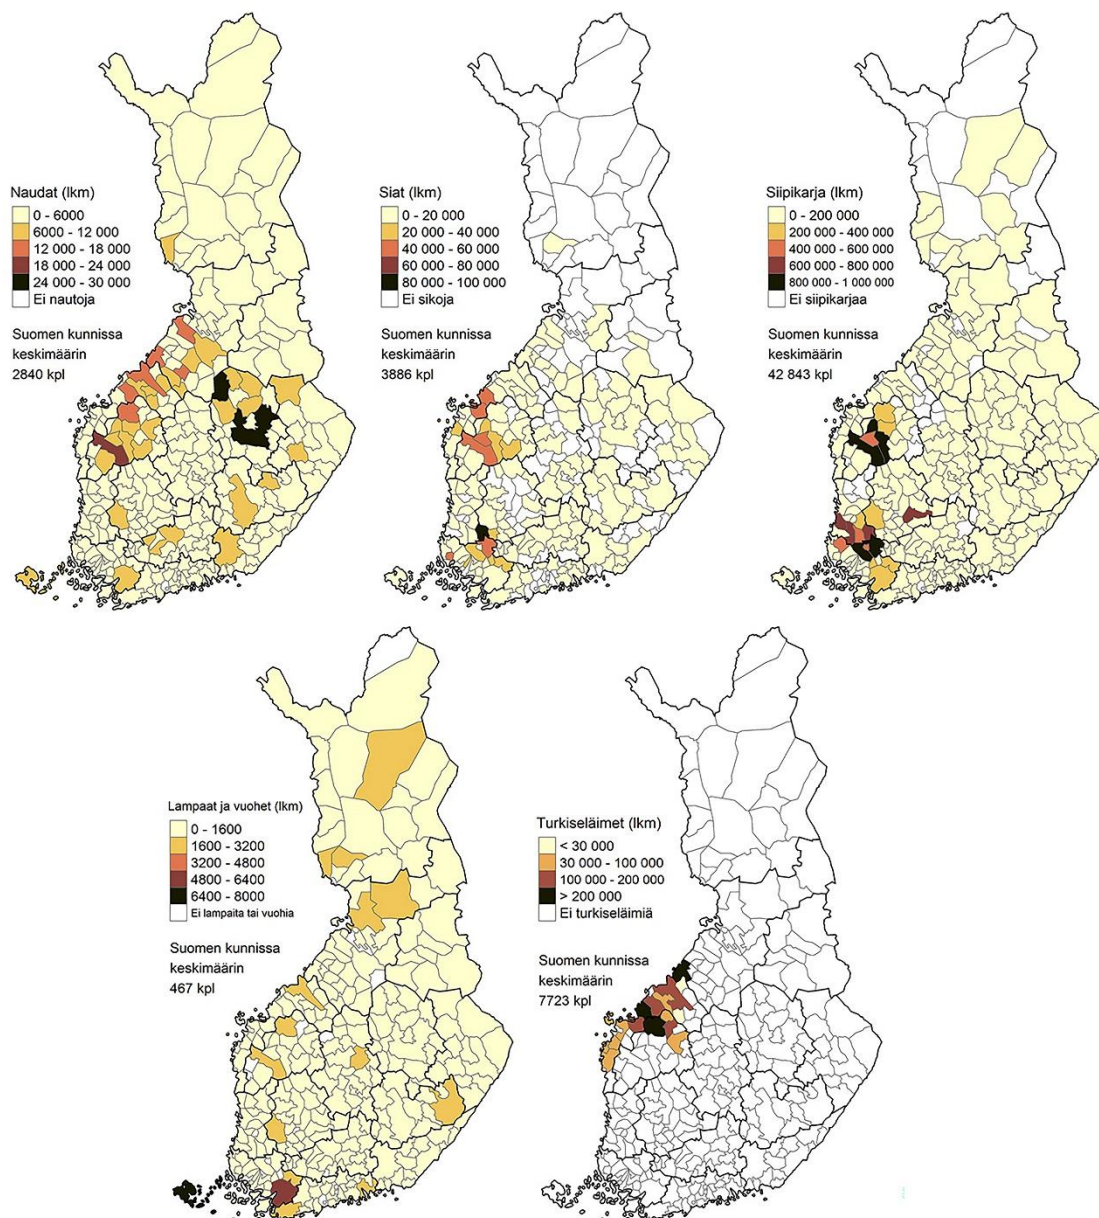 Naudat (lkm)
0 - 6000
6000 - 12 000
12 000 - 18 000
18 000 - 24 000
24 000 - 30 000
Ei nautoja
Suomen kunnissa
keskimäärin
2840 kpl
Siat (lkm)
0 - 20 000
20 000 - 40 000
40 000 - 60 000
60 000 - 80 000
80 000 - 100 000
Ei sikoja
Suomen kunnissa
keskimäärin
3886 kpl
Siipikarja (lkm)
0 - 200 000
200 000 - 400 000
400 000 - 600 000
600 000 - 800 000
800 000 - 1 000 000
Ei siipikarjaa
Suomen kunnissa
keskimäärin
42 843 kpl
Lampaat ja vuohet (lkm)
0 - 1600
1600 - 3200
3200 - 4800
4800 - 6400
6400 - 8000
Ei lampaita tai vuohia
Suomen kunnissa
keskimäärin
467 kpl
Turkiseläimet (lkm)
< 30 000
30 000 - 100 000
100 000 - 200 000
> 200 000
Ei turkiseläimiä
Suomen kunnissa
keskimäärin
7723 kpl